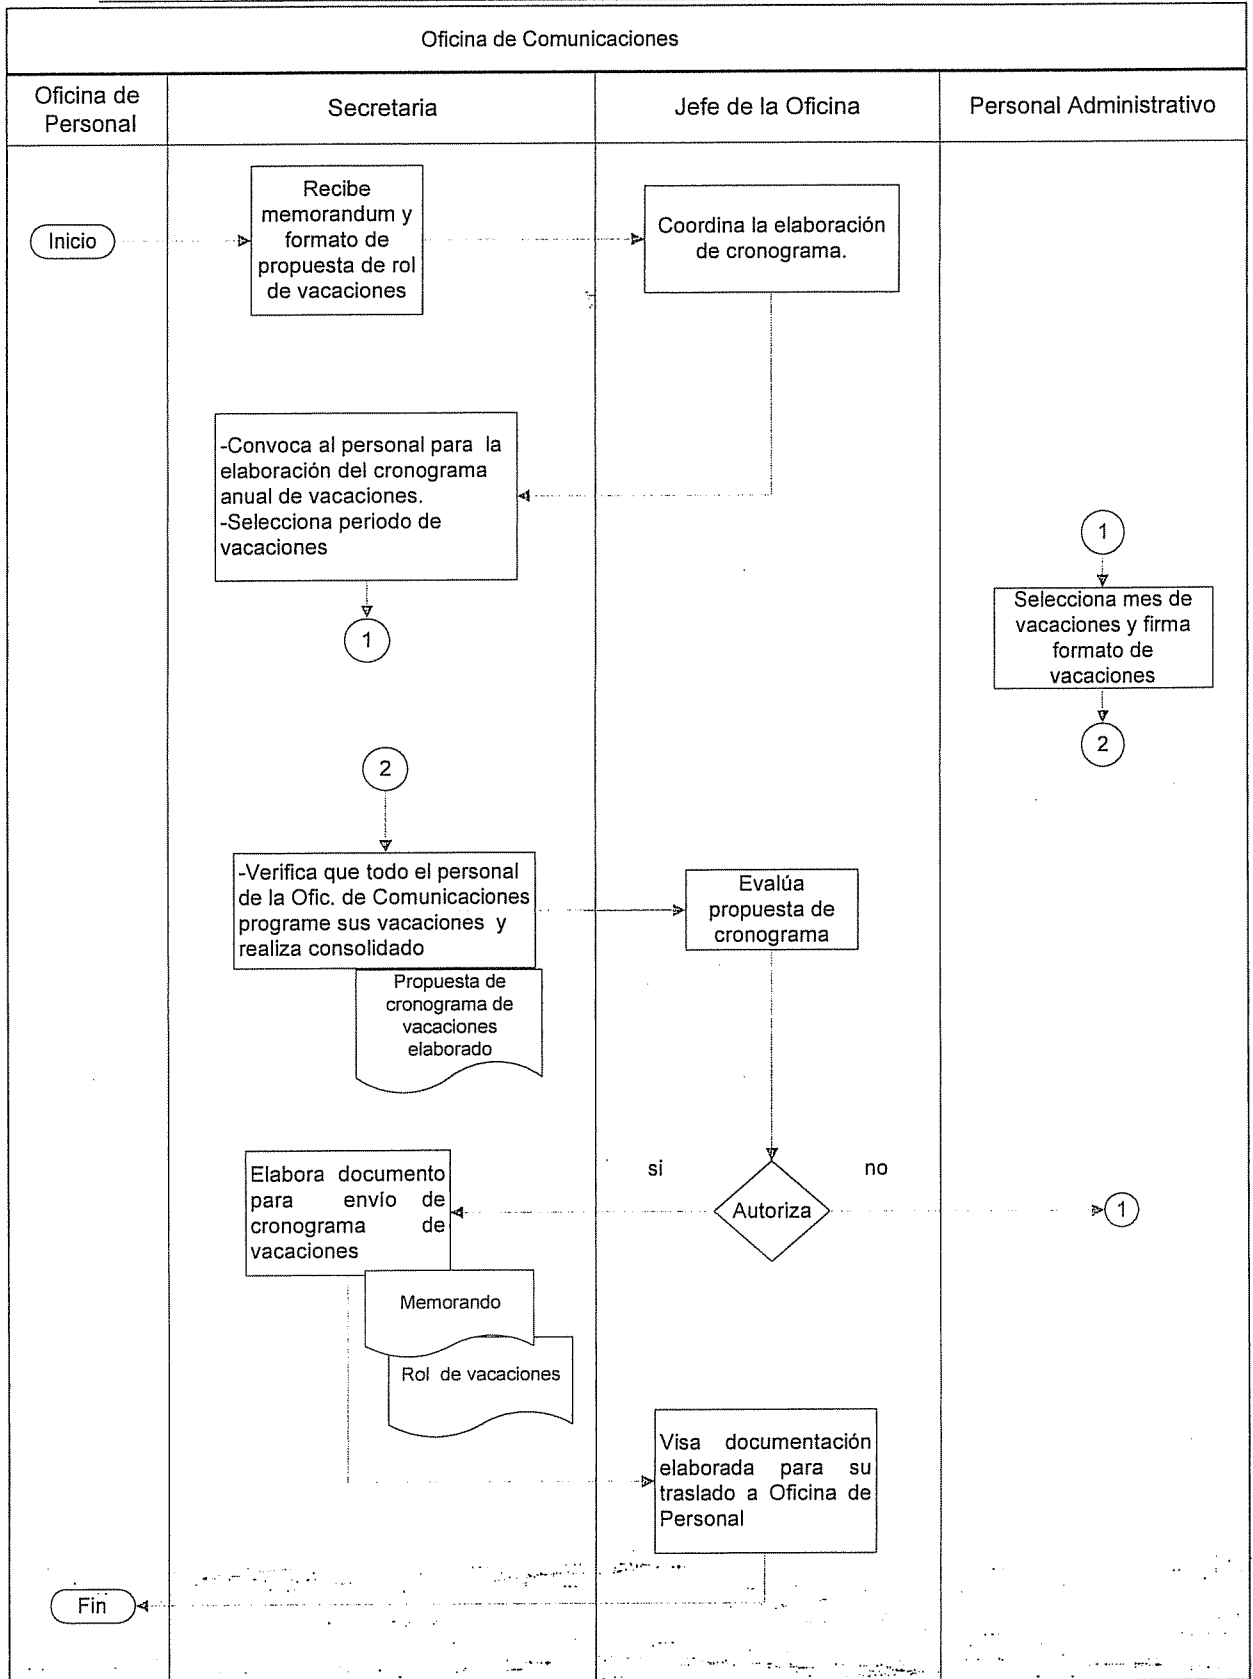 Oficina de Comunicaciones
Oficina de
Personal
Secretaria
Jefe de la Oficina
Personal Administrativo
Inicio
Recibe
memorandum y
formato de
propuesta de rol
de vacaciones
Coordina la elaboración
de cronograma.
-Convoca al personal para la
elaboración del cronograma
anual de vacaciones.
-Selecciona periodo de
vacaciones
1
1
Selecciona mes de
vacaciones y firma
formato de
vacaciones
2
2
-Verifica que todo el personal
de la Ofic. de Comunicaciones
programe sus vacaciones y
realiza consolidado
Propuesta de
cronograma de
vacaciones
elaborado
Evalúa
propuesta de
cronograma
si
no
Autoriza
1
Elabora documento
para envío de
cronograma de
vacaciones
Memorando
Rol de vacaciones
Visa documentación
elaborada para su
traslado a Oficina de
Personal
Fin